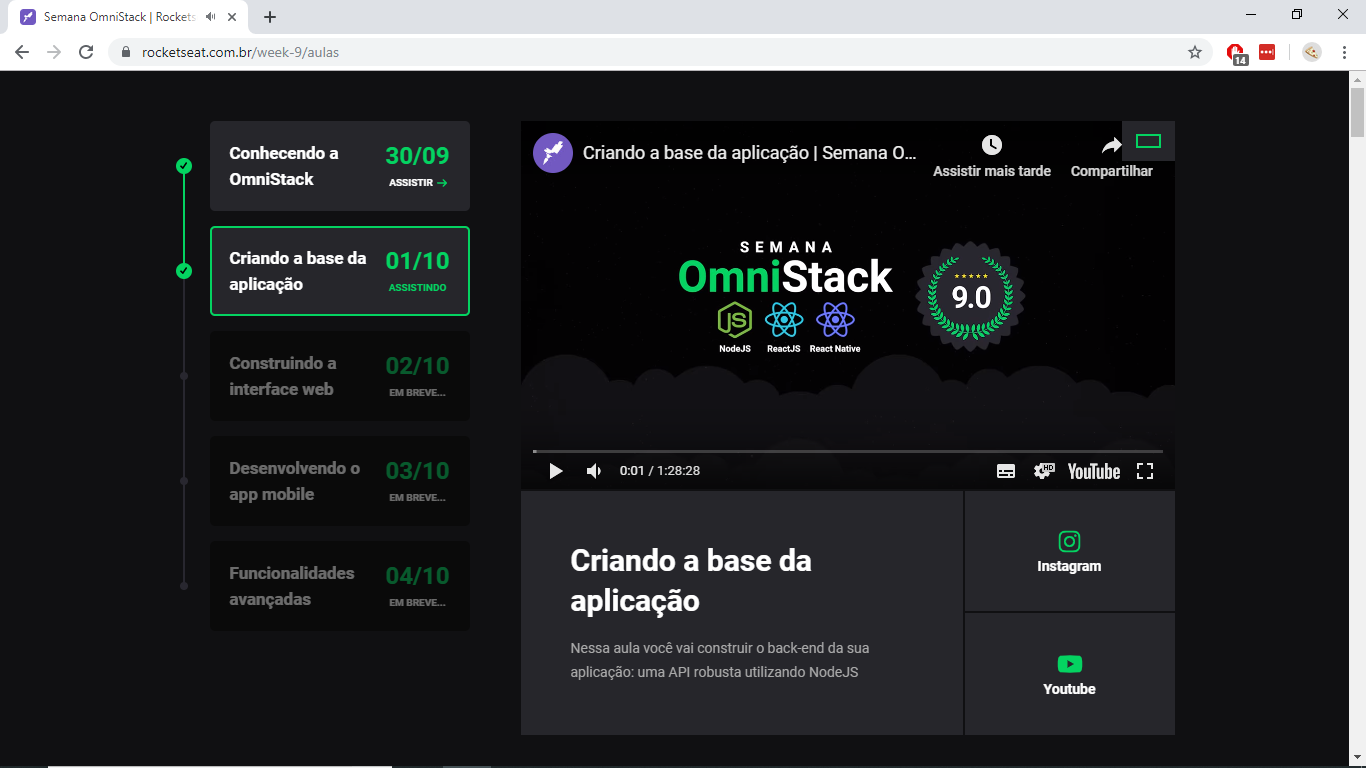 Semana OmniStack | Rockets
rocketseat.com.br/week-9/aulas
14
Conhecendo a
OmniStack
30/09
ASSISTIR →
Criando a base da
aplicação
01/10
ASSISTINDO
Construindo a
interface web
02/10
EM BREVE...
Desenvolvendo o
app mobile
03/10
EM BREVE...
Funcionalidades
avançadas
04/10
EM BREVE...
Criando a base da aplicação | Semana O...
Assistir mais tarde
Compartilhar
SEMANA
OmniStack
JS
NodeJS
ReactJS
React Native
9.0
0:01 / 1:28:28
HD
YouTube
Criando a base da
aplicação
Nessa aula você vai construir o back-end da sua
aplicação: uma API robusta utilizando NodeJS
Instagram
Youtube